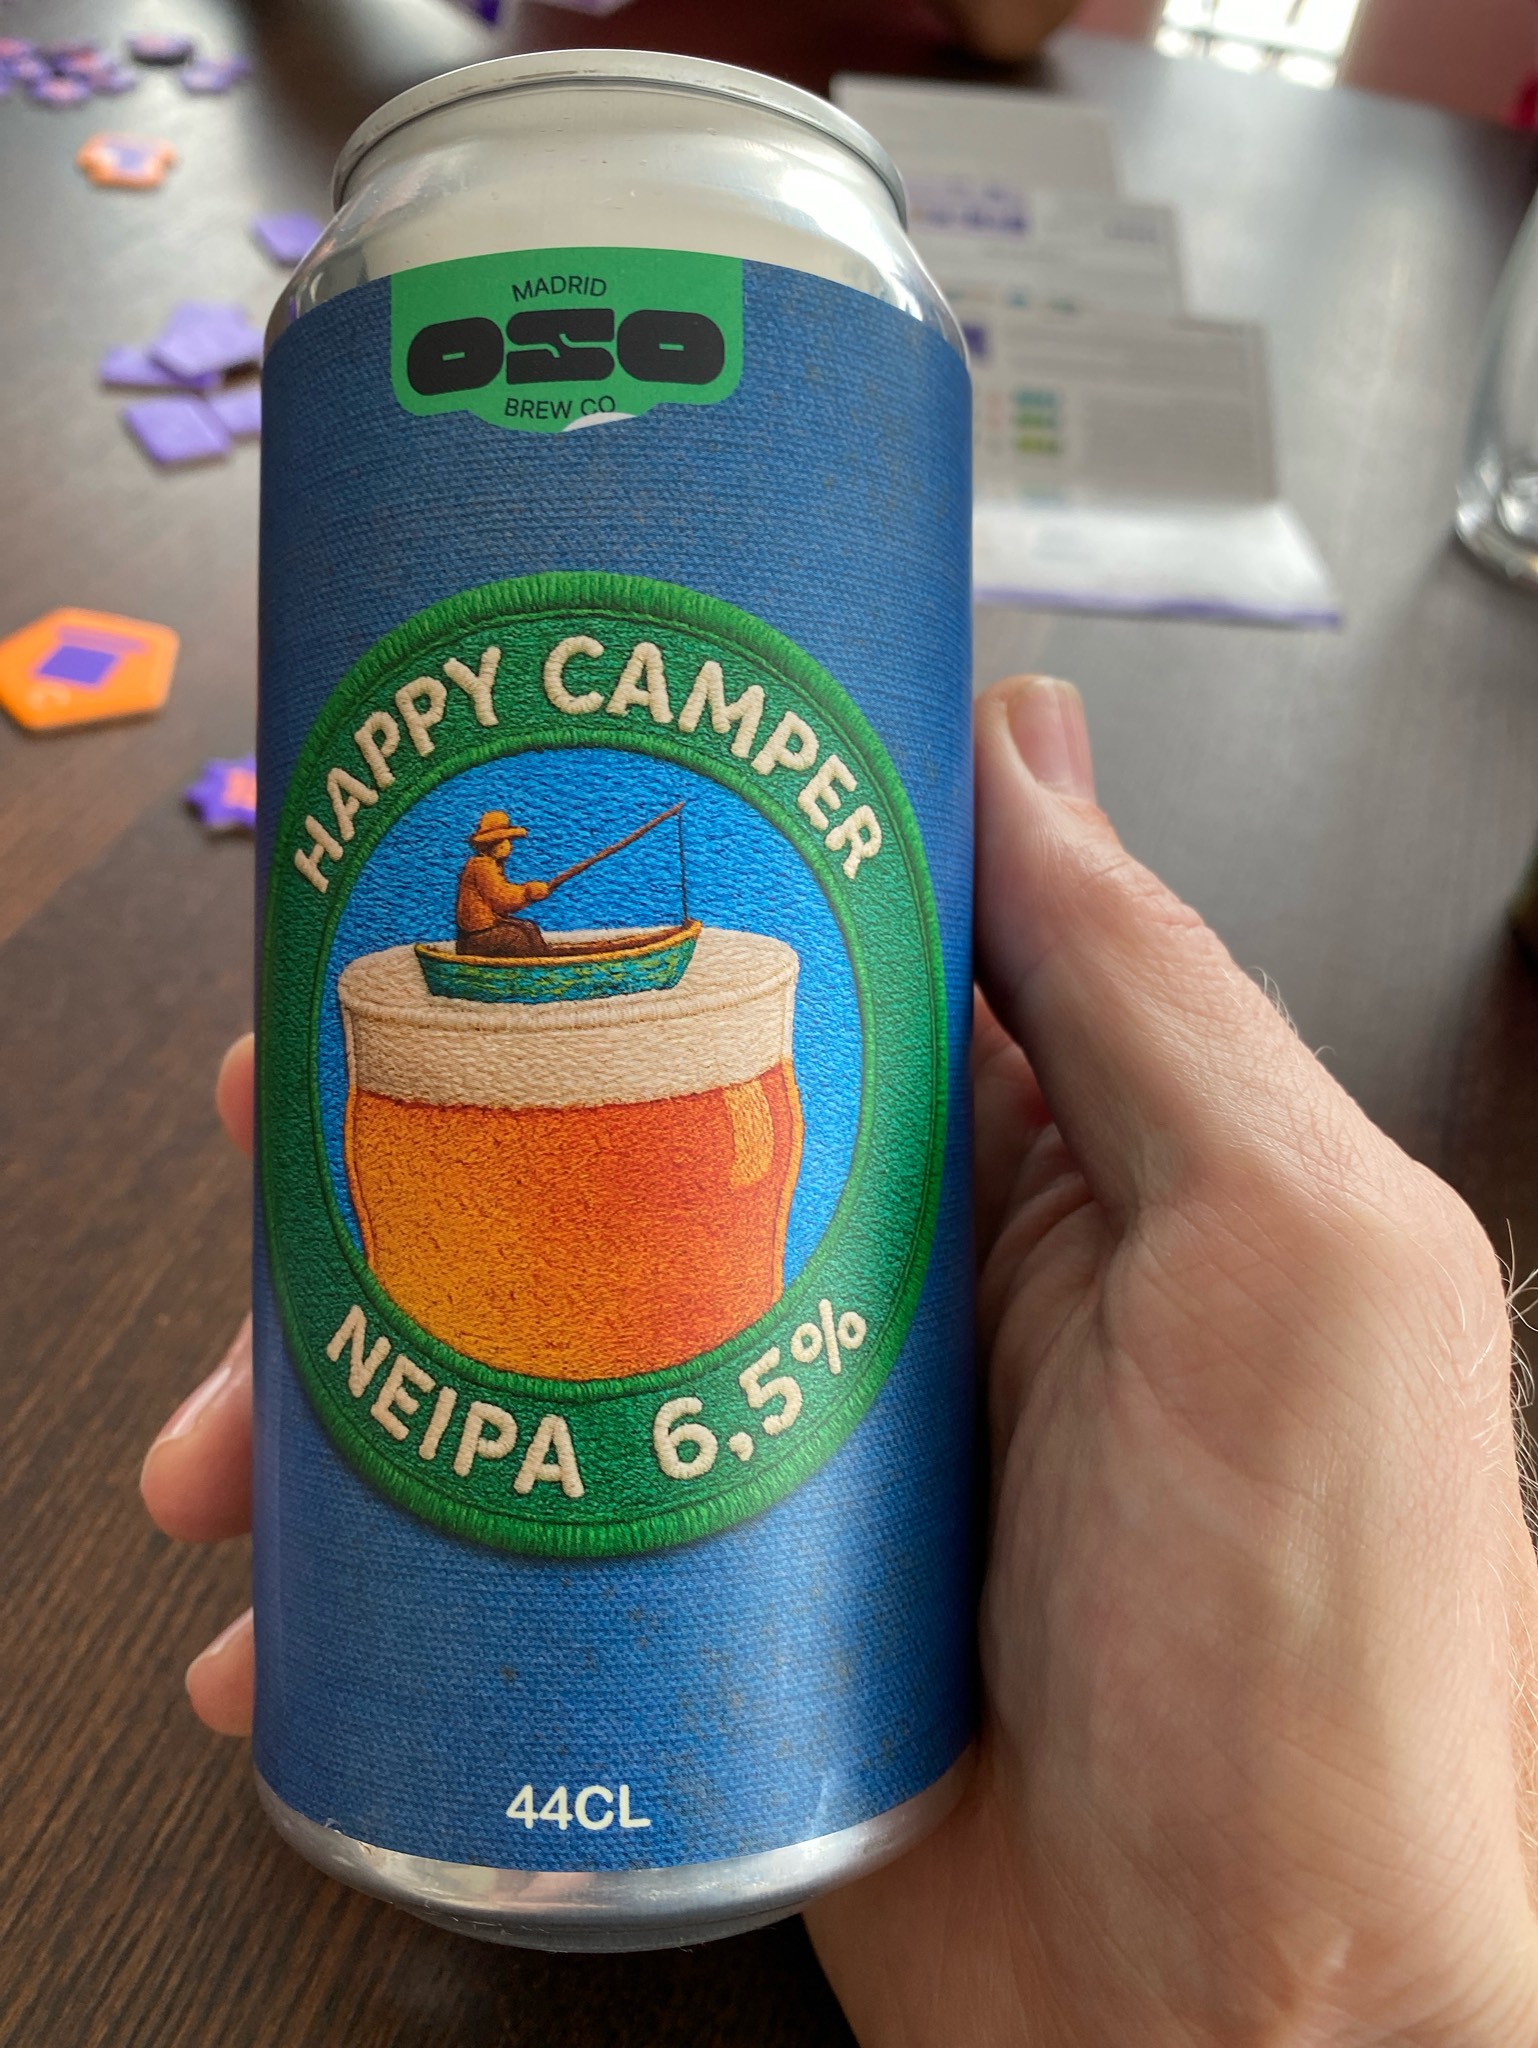 MADRID
OSO
BREW CO
HAPPY CAMPER
NEIPA 6,5%
44CL